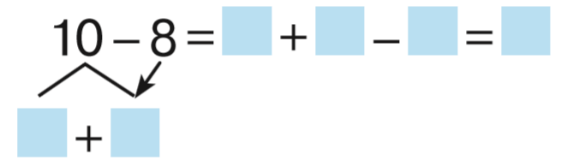 10 – 8 = □ + □ – □ = □
□ + □